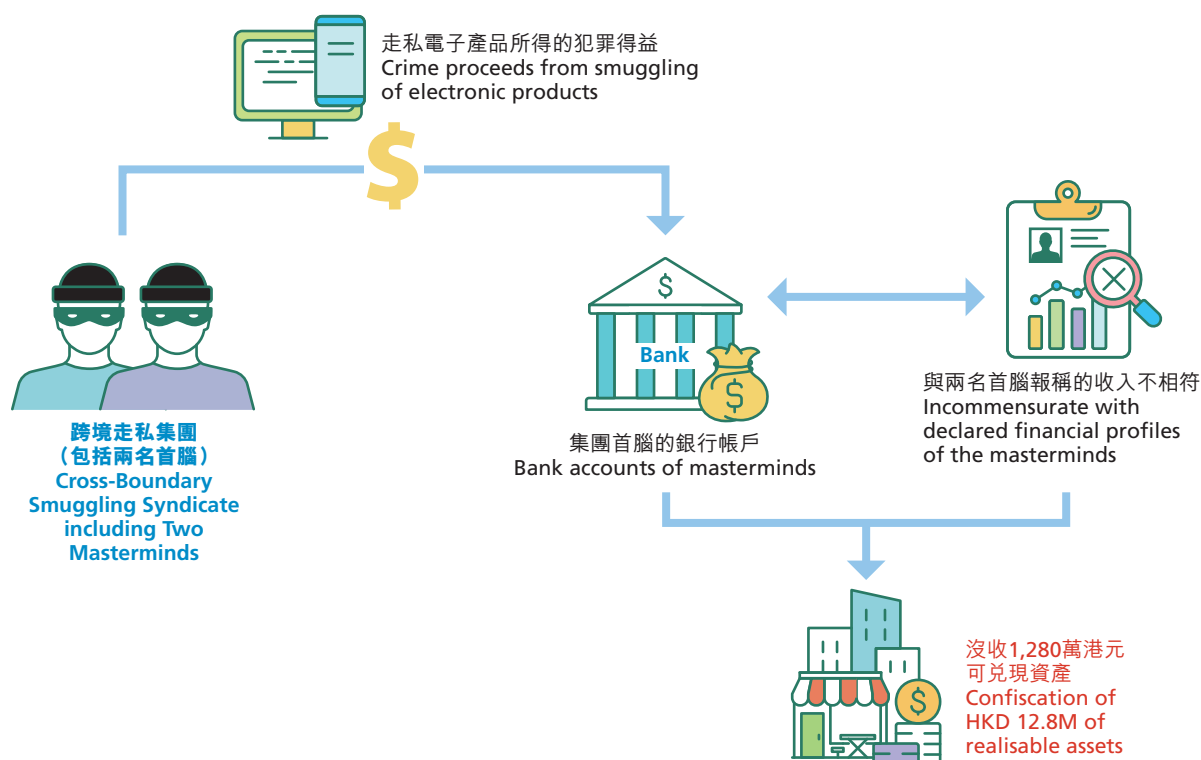 走私電子產品所得的犯罪得益
Crime proceeds from smuggling
of electronic products
$
跨境走私集團
（包括兩名首腦）
Cross-Boundary
Smuggling Syndicate
including Two
Masterminds
$
Bank
$
集團首腦的銀行帳戶
Bank accounts of masterminds
與兩名首腦報稱的收入不相符
Incommensurate with
declared financial profiles
of the masterminds
$
沒收1,280萬港元
可兌現資產
Confiscation of
HKD 12.8M of
realisable assets